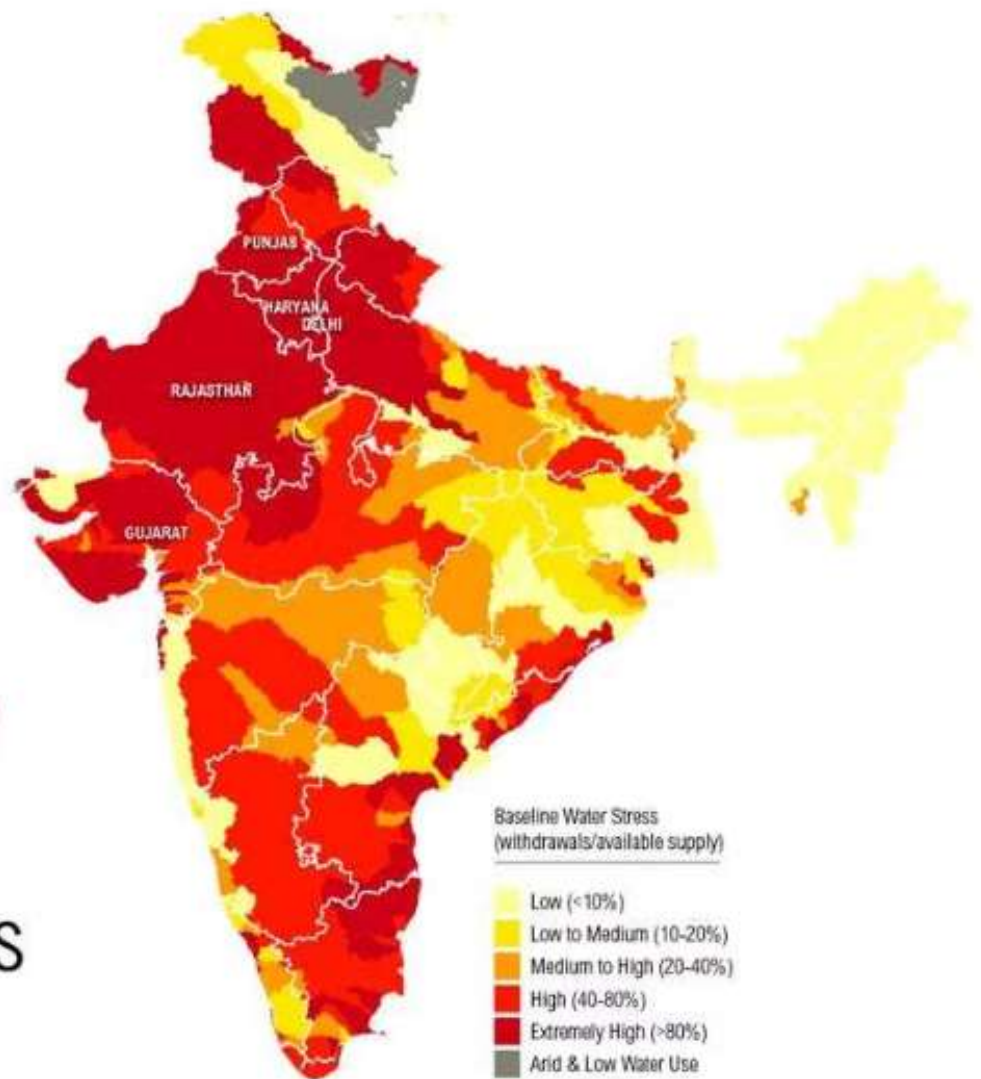 PUNJAB
HARYANA
DELHI
RAJASTHAN
GUJARAT
Baseline Water Stress
(withdrawals/available supply)
Low (<10%)
Low to Medium (10-20%)
Medium to High (20-40%)
High (40-80%)
Extremely High (>80%)
Arid & Low Water Use
S